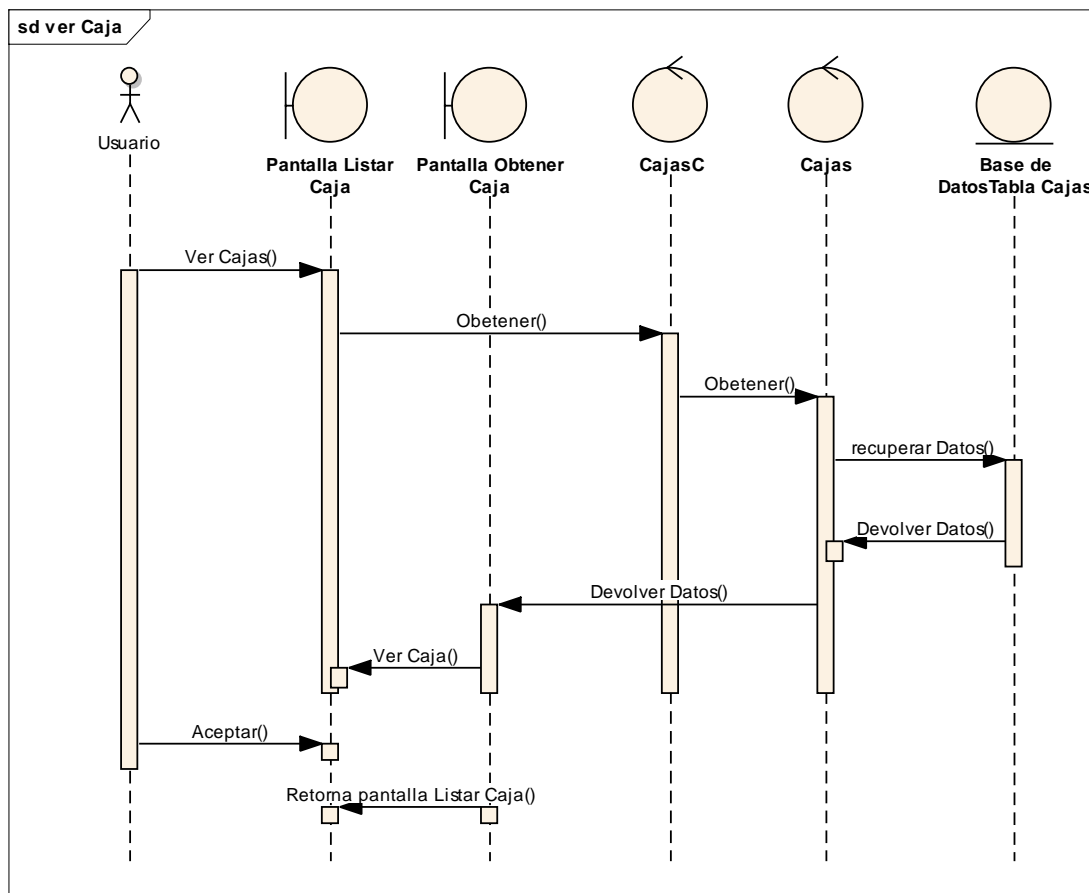 sd ver Caja
Usuario
Pantalla Listar
Caja
Pantalla Obtener
Caja
CajasC
Cajas
Base de
DatosTabla Cajas
Ver Cajas()
Obetener()
Obetener()
recuperar Datos()
Devolver Datos()
Devolver Datos()
Ver Caja()
Aceptar()
Retorna pantalla Listar Caja()